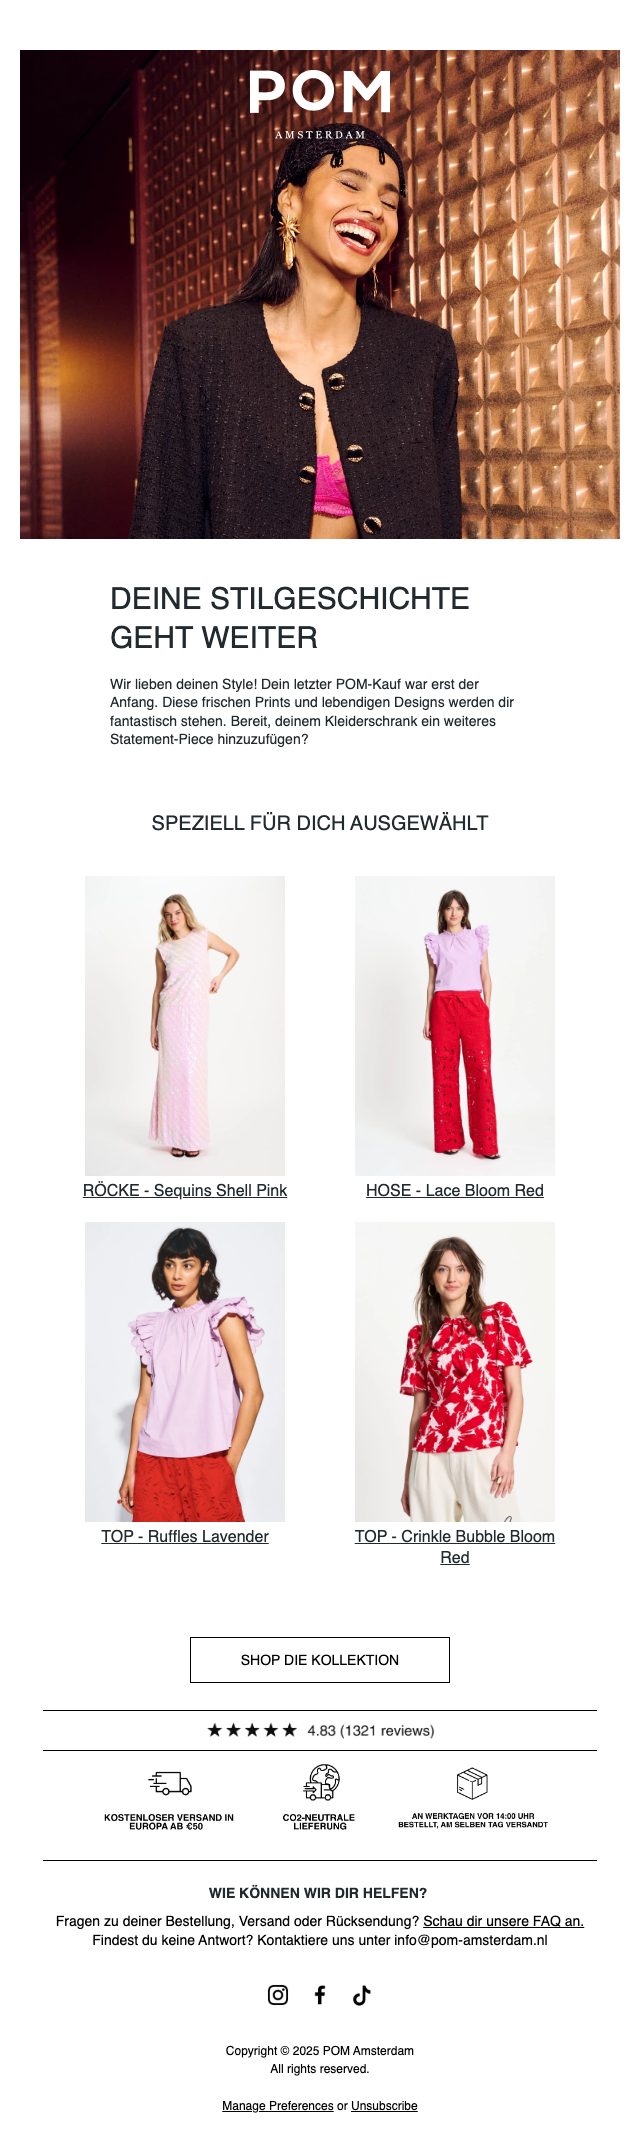 POM
AMSTERDAM
DEINE STILGESCHICHTE
GEHT WEITER
Wir lieben deinen Style! Dein letzter POM-Kauf war erst der
Anfang. Diese frischen Prints und lebendigen Designs werden dir
fantastisch stehen. Bereit, deinem Kleiderschrank ein weiteres
Statement-Piece hinzuzufügen?
SPEZIELL FÜR DICH AUSGEWÄHLT
RÖCKE - Sequins Shell Pink
HOSE - Lace Bloom Red
TOP - Ruffles Lavender
TOP - Crinkle Bubble Bloom
Red
SHOP DIE KOLLEKTION
4.83 (1321 reviews)
KOSTENLOSER VERSAND IN
EUROPA AB €50
CO2-NEUTRALE
LIEFERUNG
AN WERKTAGEN VOR 14:00 UHR
BESTELLT, AM SELBEN TAG VERSANDT
WIE KÖNNEN WIR DIR HELFEN?
Fragen zu deiner Bestellung, Versand oder Rücksendung? Schau dir unsere FAQ an.
Findest du keine Antwort? Kontaktiere uns unter info@pom-amsterdam.nl
Copyright © 2025 POM Amsterdam
All rights reserved.
Manage Preferences or Unsubscribe